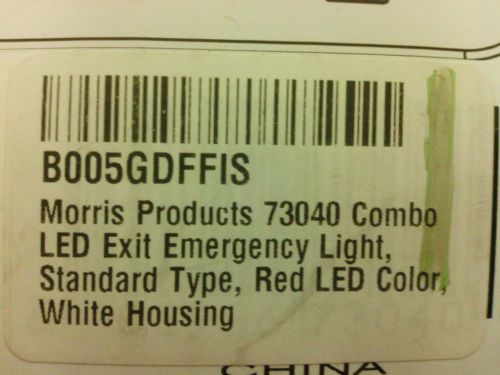 B005GDFFIS
Morris Products 73040 Combo
LED Exit Emergency Light,
Standard Type, Red LED Color,
White Housing
CHINA